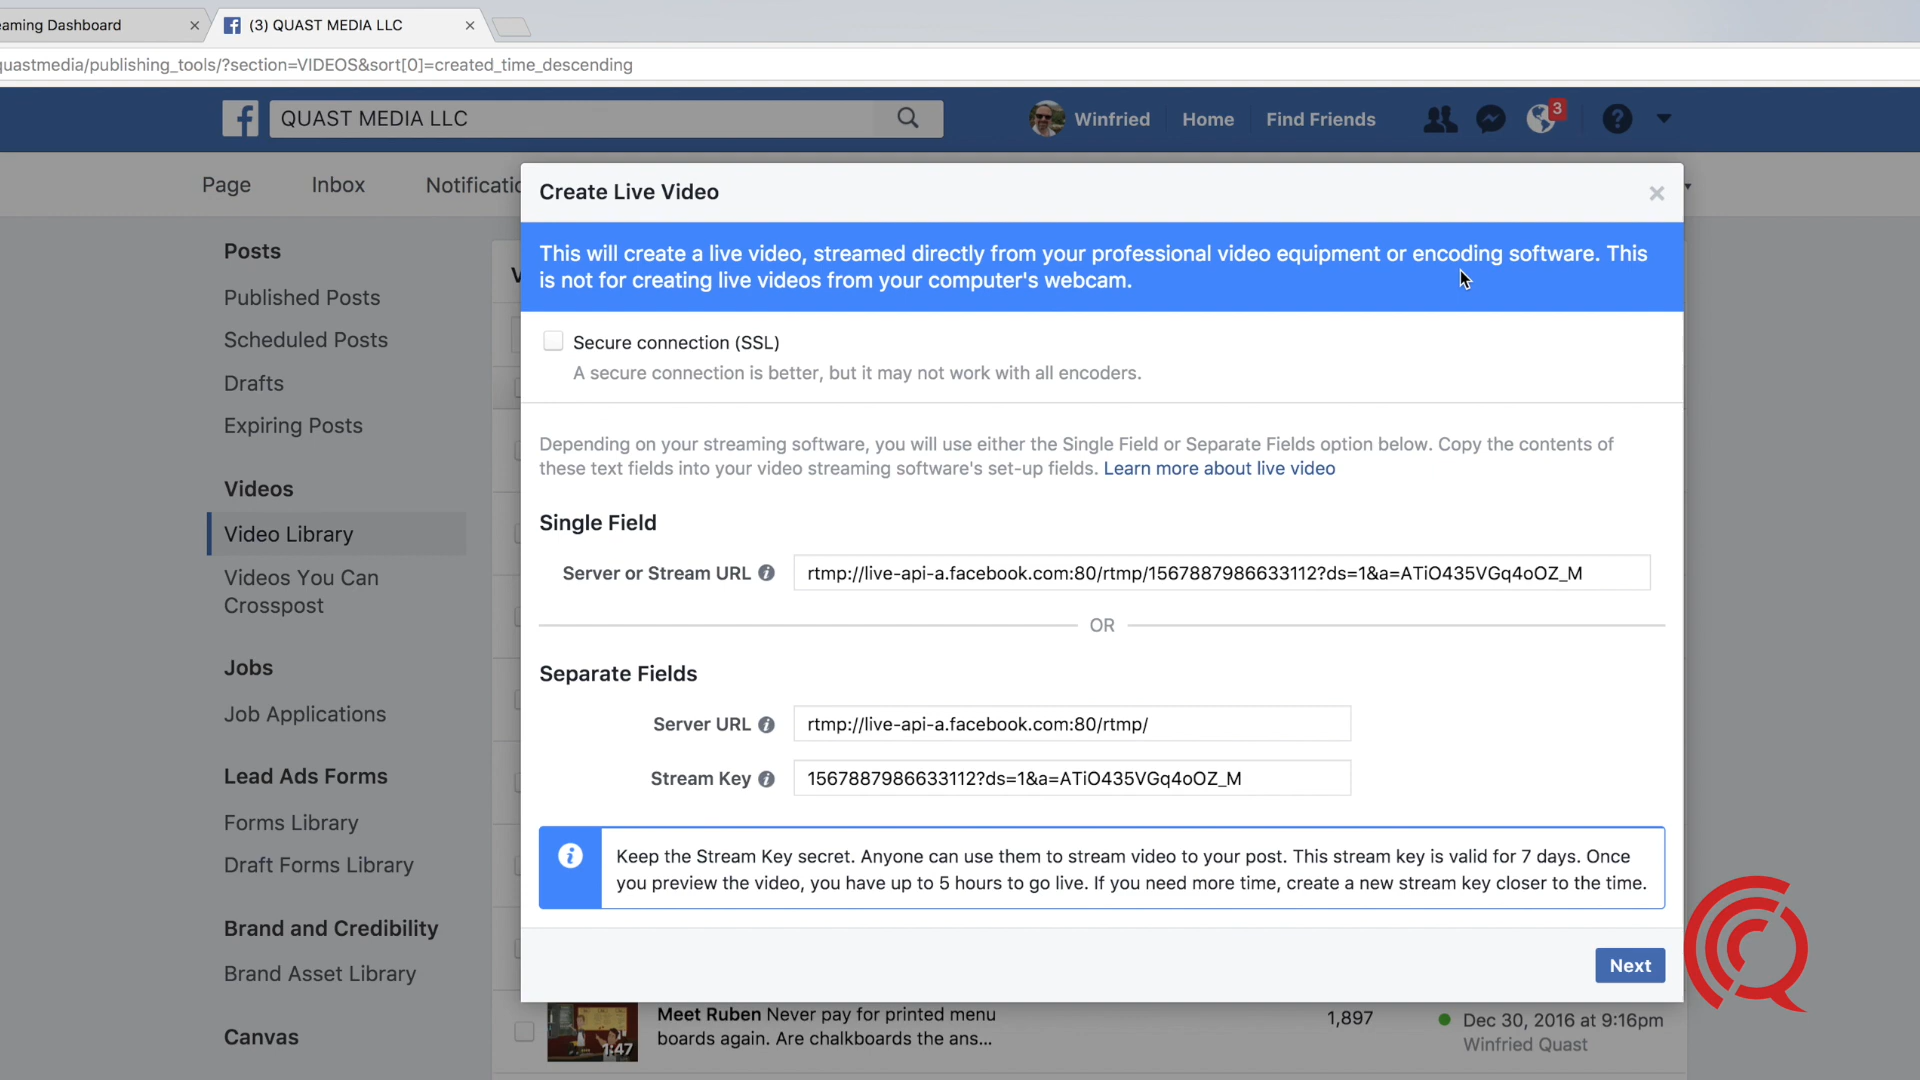 eaming Dashboard
(3) QUAST MEDIA LLC
uastmedia/publishing_tools/?section=VIDEOS&sort[0]=created_time_descending
QUAST MEDIA LLC
Winfried
Home
Find Friends
3
Page
Inbox
Notificatio
Create Live Video
This will create a live video, streamed directly from your professional video equipment or encoding software. This
is not for creating live videos from your computer's webcam.
Posts
Published Posts
Scheduled Posts
Drafts
Expiring Posts
Videos
Video Library
Videos You Can
Crosspost
Jobs
Job Applications
Lead Ads Forms
Forms Library
Draft Forms Library
Brand and Credibility
Brand Asset Library
Canvas
Secure connection (SSL)
A secure connection is better, but it may not work with all encoders.
Depending on your streaming software, you will use either the Single Field or Separate Fields option below. Copy the contents of
these text fields into your video streaming software's set-up fields. Learn more about live video
Single Field
Server or Stream URL rtmp://live-api-a.facebook.com:80/rtmp/1567887986633112?ds=1&a=ATiO435VGq4oOZ_M
OR
Separate Fields
Server URL rtmp://live-api-a.facebook.com:80/rtmp/
Stream Key 1567887986633112?ds=1&a=ATiO435VGq4oOZ_M
Keep the Stream Key secret. Anyone can use them to stream video to your post. This stream key is valid for 7 days. Once
you preview the video, you have up to 5 hours to go live. If you need more time, create a new stream key closer to the time.
Next
1:47
Meet Ruben Never pay for printed menu
boards again. Are chalkboards the ans...
1,897
Dec 30, 2016 at 9:16pm
Winfried Quast